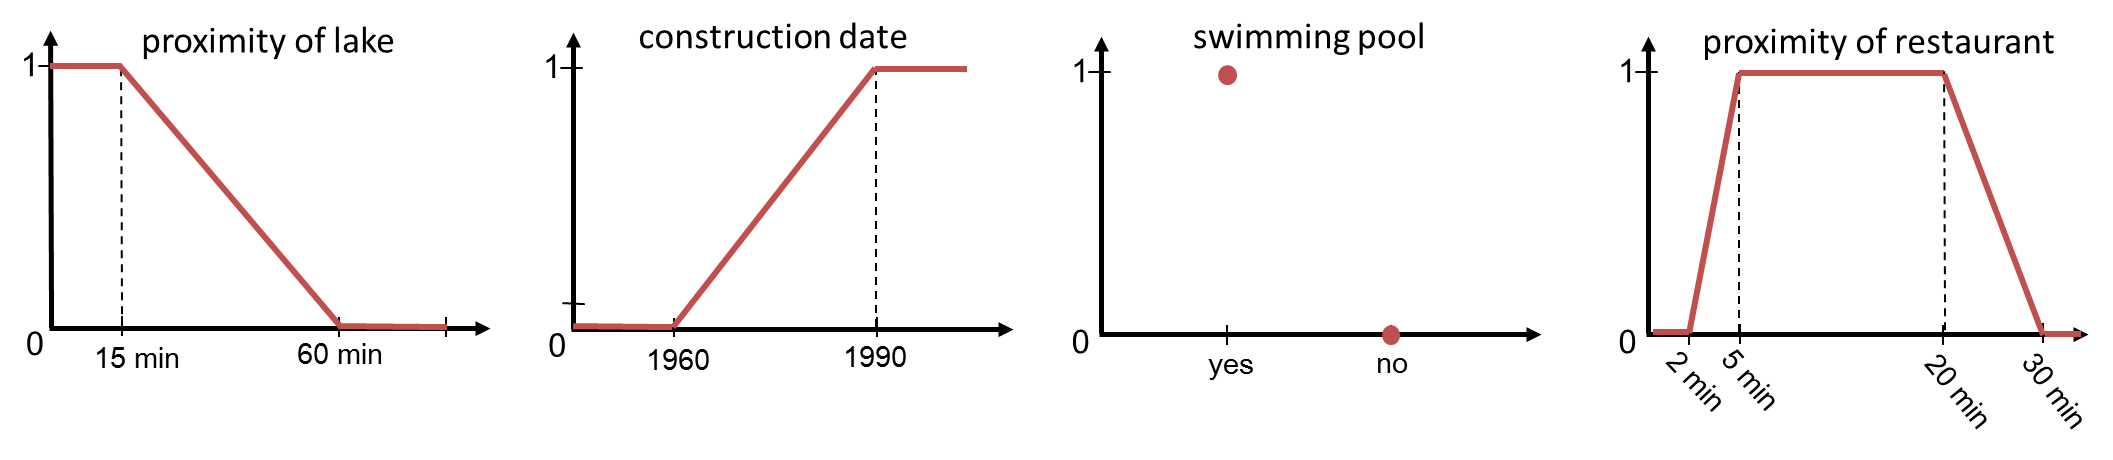 proximity of lake
1
0
15 min
60 min
construction date
1
0
1960
1990
swimming pool
1
0
yes
no
proximity of restaurant
1
0
2 min
5 min
20 min
30 min